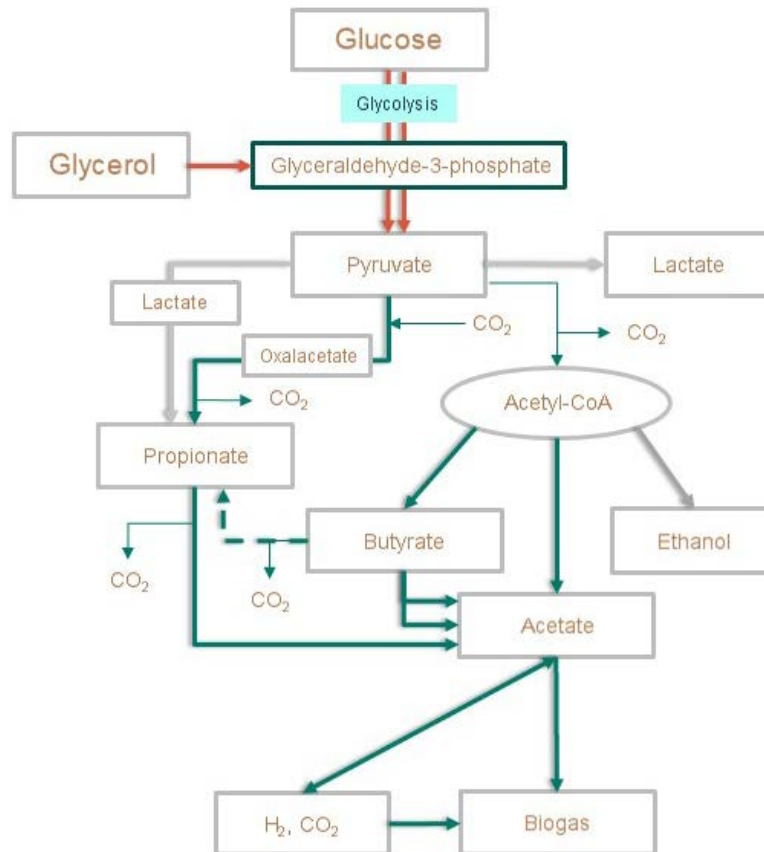 Glucose
Glycolysis
Glycerol
Glyceraldehyde-3-phosphate
Pyruvate
Lactate
Lactate
CO₂
CO₂
Oxalacetate
CO₂
Acetyl-CoA
Propionate
Butyrate
Ethanol
CO₂
CO₂
Acetate
H₂, CO₂
Biogas